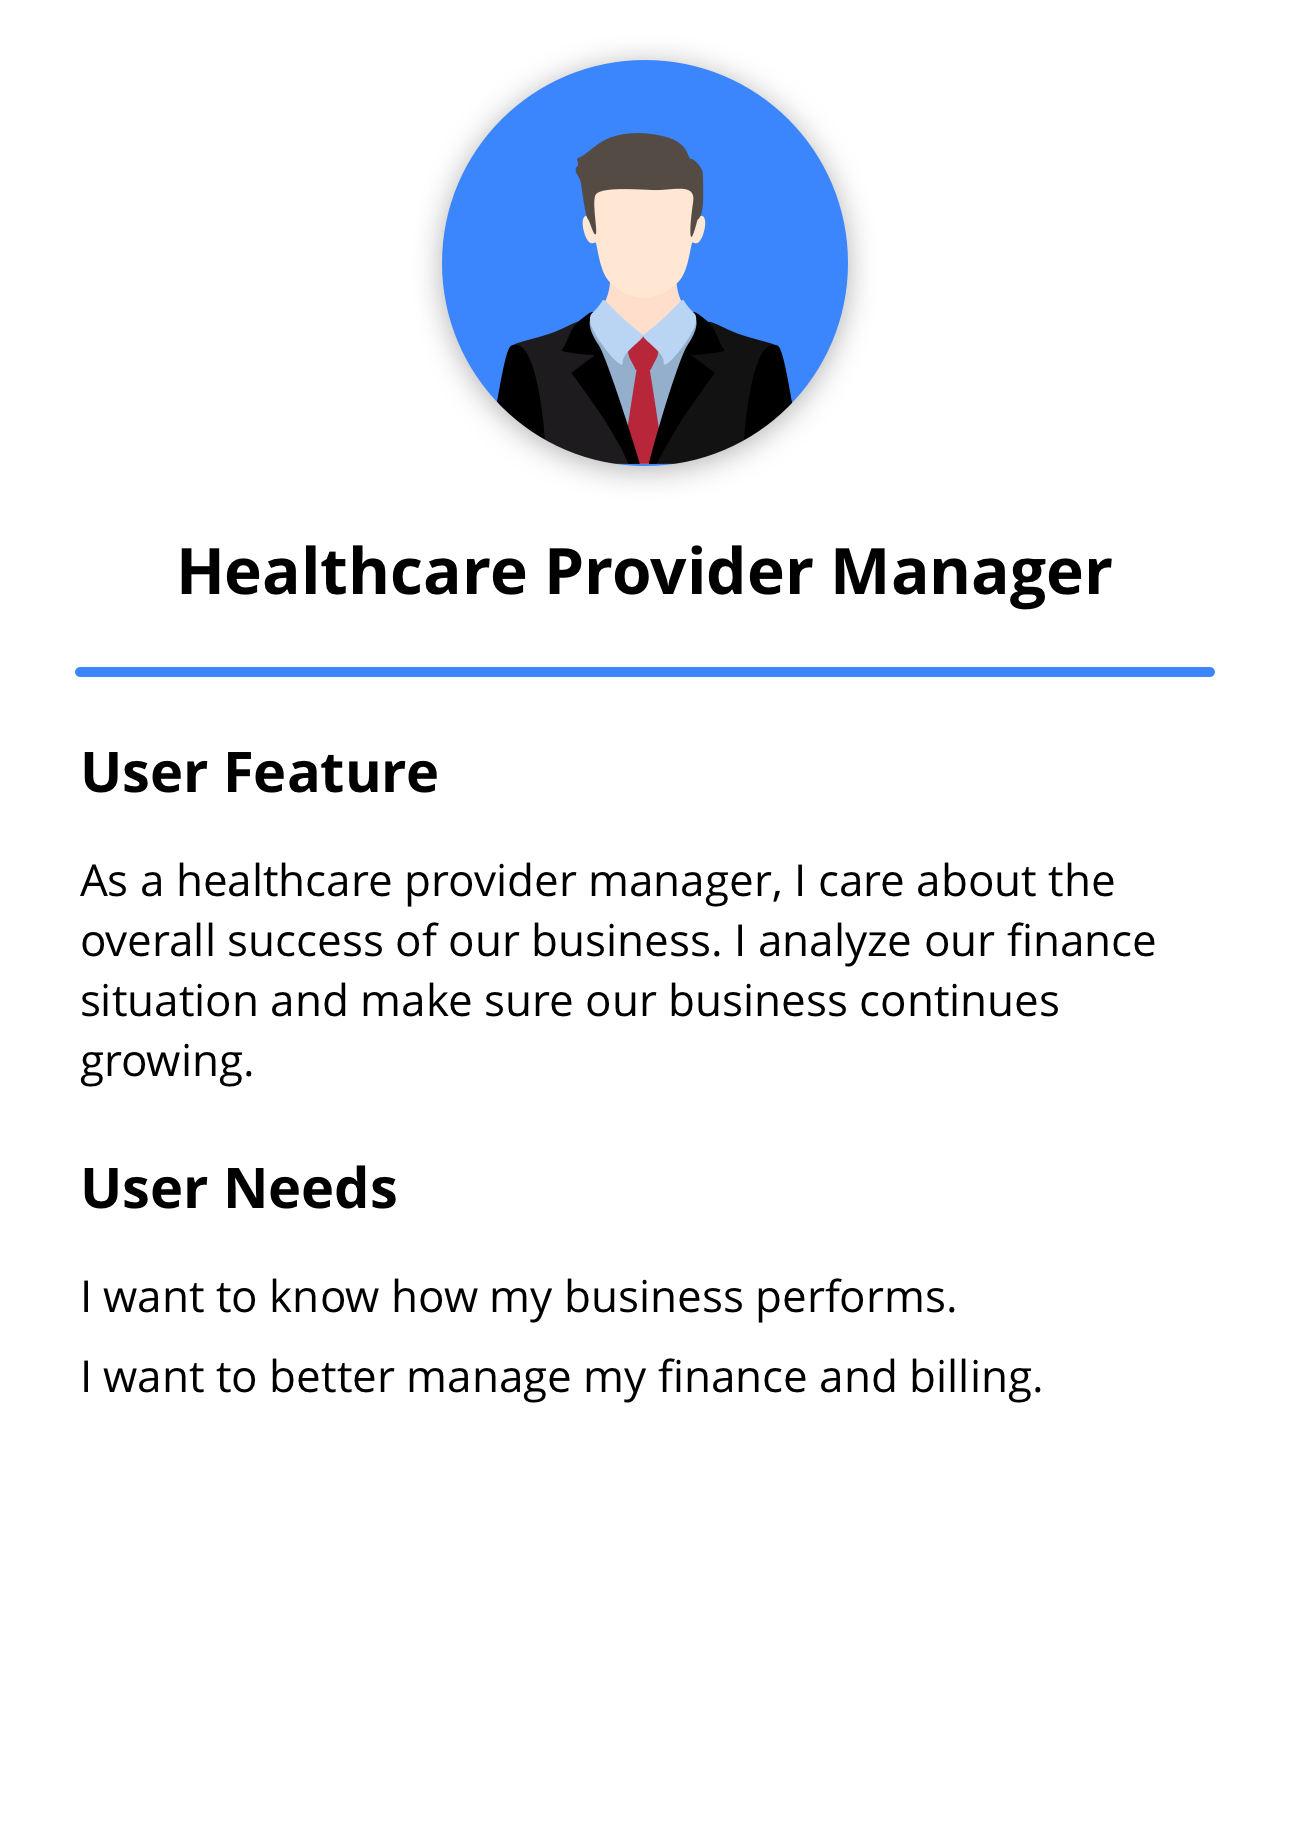 Healthcare Provider Manager
User Feature
As a healthcare provider manager, I care about the
overall success of our business. I analyze our finance
situation and make sure our business continues
growing.
User Needs
I want to know how my business performs.
I want to better manage my finance and billing.